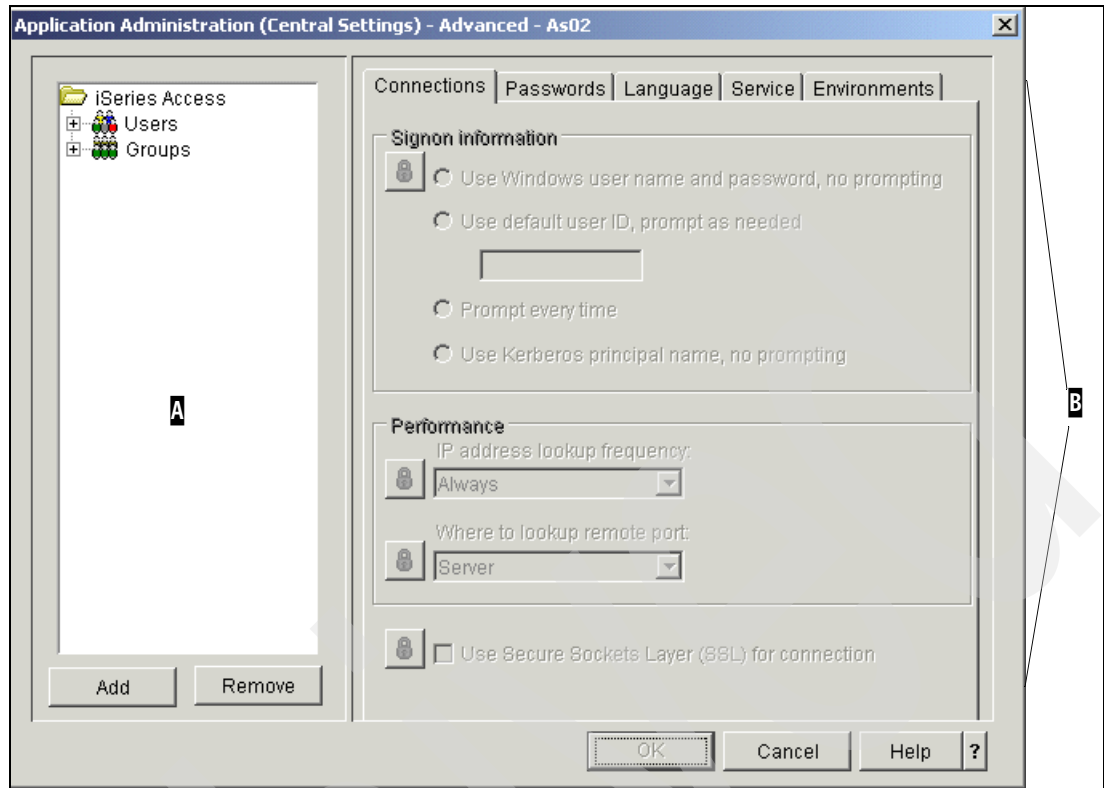 Application Administration (Central Settings) - Advanced - As02
iSeries Access
Users
Groups
A
Add
Remove
Connections
Passwords
Language
Service
Environments
Signon information
Use Windows user name and password, no prompting
Use default user ID, prompt as needed
Prompt every time
Use Kerberos principal name, no prompting
Performance
IP address lookup frequency:
Always
Where to lookup remote port:
Server
Use Secure Sockets Layer (SSL) for connection
B
OK
Cancel
Help
?